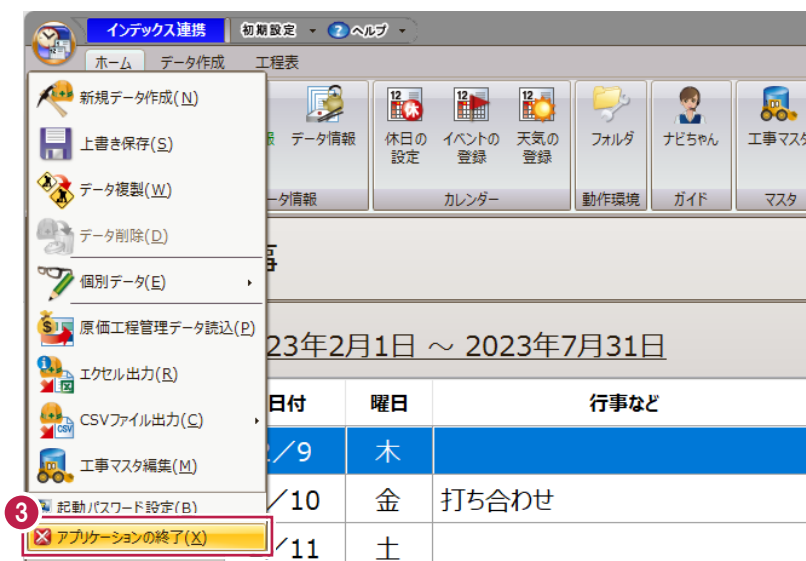 インデックス連携 初期設定 ヘルプ
ホーム データ作成 工程表
新規データ作成(N)
上書き保存(S)
データ複製(W)
データ削除(D)
個別データ(E)
原価工程管理データ読込(P)
エクセル出力(R)
CSVファイル出力(C)
工事マスタ編集(M)
起動パスワード設定(B)
3
アプリケーションの終了(X)
データ情報
休日の
設定
イベントの
登録
天気の
登録
フォルダ
ナビちゃん
工事マスタ
カレンダー
動作環境
ガイド
マスタ
23年2月1日 ~ 2023年7月31日
日付 曜日 行事など
/9 木
/10 金 打ち合わせ
/11 土